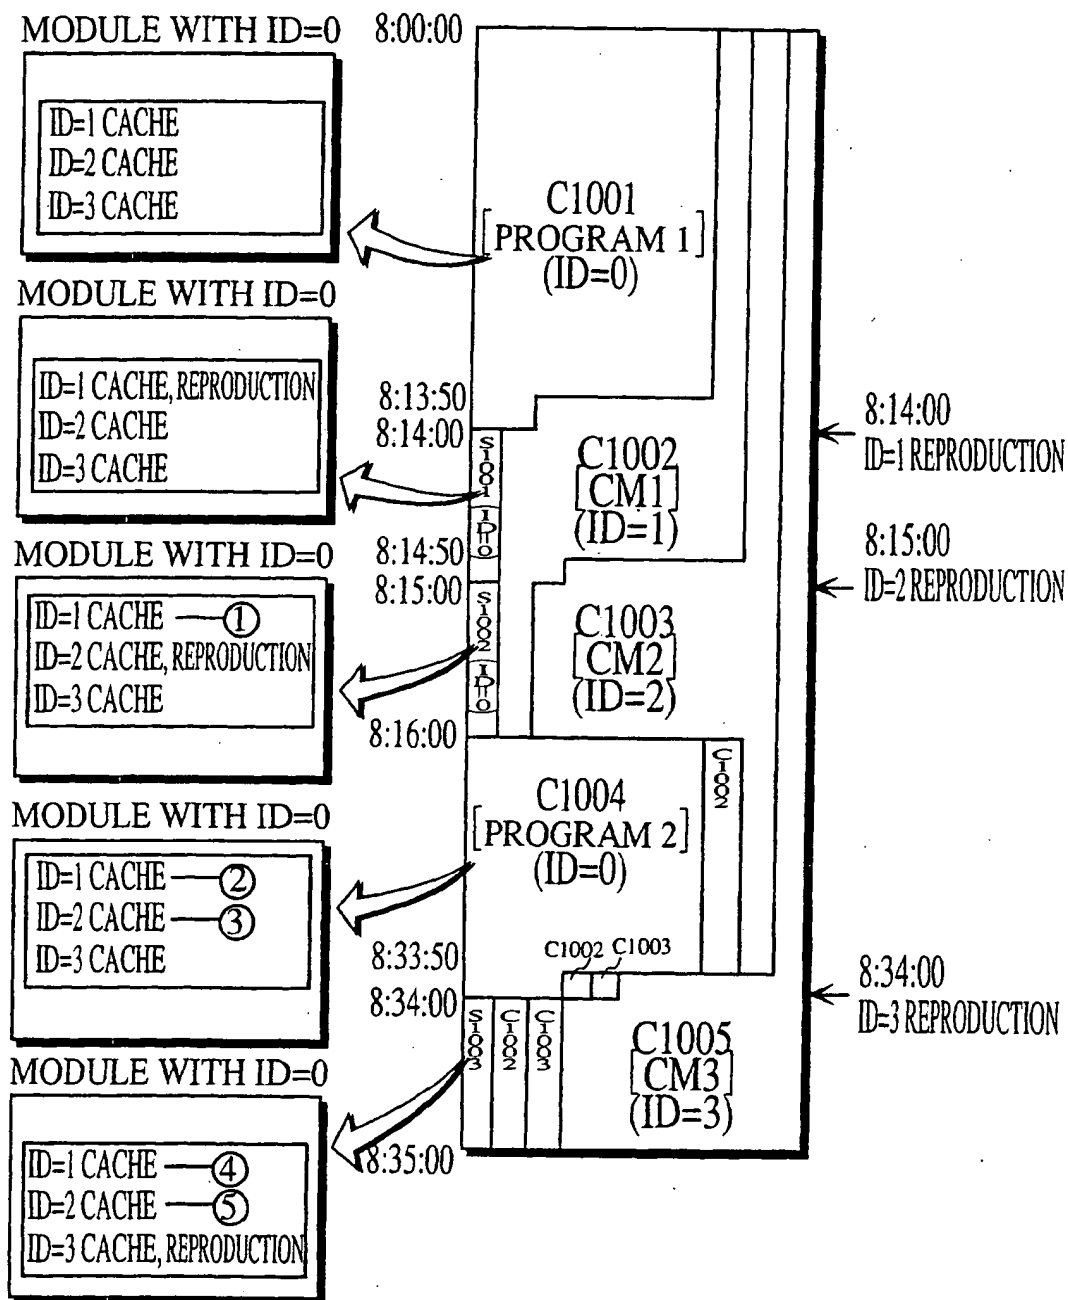 MODULE WITH ID=0
ID=1 CACHE
ID=2 CACHE
ID=3 CACHE
MODULE WITH ID=0
ID=1 CACHE, REPRODUCTION
ID=2 CACHE
ID=3 CACHE
MODULE WITH ID=0
ID=1 CACHE ①
ID=2 CACHE, REPRODUCTION
ID=3 CACHE
MODULE WITH ID=0
ID=1 CACHE ②
ID=2 CACHE ③
ID=3 CACHE
MODULE WITH ID=0
ID=1 CACHE ④
ID=2 CACHE ⑤
ID=3 CACHE, REPRODUCTION
8:00:00
8:13:50
8:14:00
8:14:50
8:15:00
8:16:00
8:33:50
8:34:00
8:35:00
C1001
[PROGRAM 1]
(ID=0)
S1001 (ID=0)
C1002
[CM1]
(ID=1)
S1002 (ID=0)
C1003
[CM2]
(ID=2)
C1004
[PROGRAM 2]
(ID=0)
C1002
C1002 C1003
S1003
C1002
C1003
C1005
[CM3]
(ID=3)
8:14:00
ID=1 REPRODUCTION
8:15:00
ID=2 REPRODUCTION
8:34:00
ID=3 REPRODUCTION